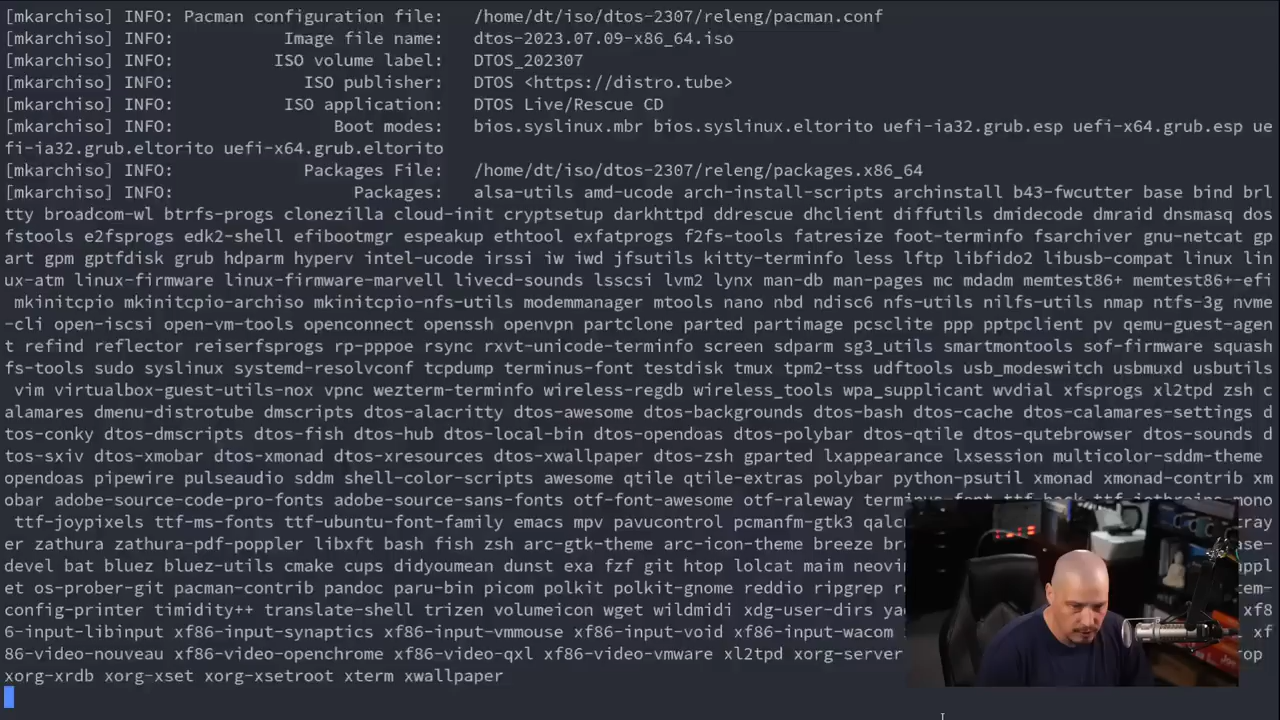 [mkarchiso] INFO: Pacman configuration file:   /home/dt/iso/dtos-2307/releng/pacman.conf
[mkarchiso] INFO:            Image file name:   dtos-2023.07.09-x86_64.iso
[mkarchiso] INFO:           ISO volume label:   DTOS_202307
[mkarchiso] INFO:              ISO publisher:   DTOS <https://distro.tube>
[mkarchiso] INFO:            ISO application:   DTOS Live/Rescue CD
[mkarchiso] INFO:                 Boot modes:   bios.syslinux.mbr bios.syslinux.eltorito uefi-ia32.grub.esp uefi-x64.grub.esp ue
fi-ia32.grub.eltorito uefi-x64.grub.eltorito
[mkarchiso] INFO:              Packages File:   /home/dt/iso/dtos-2307/releng/packages.x86_64
[mkarchiso] INFO:                   Packages:   alsa-utils amd-ucode arch-install-scripts archinstall b43-fwcutter base bind brl
tty broadcom-wl btrfs-progs clonezilla cloud-init cryptsetup darkhttpd ddrescue dhclient diffutils dmidecode dmraid dnsmasq dos
fstools e2fsprogs edk2-shell efibootmgr espeakup ethtool exfatprogs f2fs-tools fatresize foot-terminfo fsarchiver gnu-netcat gp
art gpm gptfdisk grub hdparm hyperv intel-ucode irssi iw iwd jfsutils kitty-terminfo less lftp libfido2 libusb-compat linux lin
ux-atm linux-firmware linux-firmware-marvell livecd-sounds lsscsi lvm2 lynx man-db man-pages mc mdadm memtest86+ memtest86+-efi
mkinitcpio mkinitcpio-archiso mkinitcpio-nfs-utils modemmanager mtools nano nbd ndisc6 nfs-utils nilfs-utils nmap ntfs-3g nvme
-cli open-iscsi open-vm-tools openconnect openssh openvpn partclone parted partimage pcsclite ppp pptpclient pv qemu-guest-agen
t refind reflector reiserfsprogs rp-pppoe rsync rxvt-unicode-terminfo screen sdparm sg3_utils smartmontools sof-firmware squash
fs-tools sudo syslinux systemd-resolvconf tcpdump terminus-font testdisk tmux tpm2-tss udftools usb_modeswitch usbmuxd usbutils
vim virtualbox-guest-utils-nox vpnc wezterm-terminfo wireless-regdb wireless_tools wpa_supplicant wvdial xfsprogs xl2tpd zsh c
alamares dmenu-distrotube dmscripts dtos-alacritty dtos-awesome dtos-backgrounds dtos-bash dtos-cache dtos-calamares-settings d
tos-conky dtos-dmscripts dtos-fish dtos-hub dtos-local-bin dtos-opendoas dtos-polybar dtos-qtile dtos-qutebrowser dtos-sounds d
tos-sxiv dtos-xmobar dtos-xmonad dtos-xresources dtos-xwallpaper dtos-zsh gparted lxappearance lxsession multicolor-sddm-theme
opendoas pipewire pulseaudio sddm shell-color-scripts awesome qtile qtile-extras polybar python-psutil xmonad xmonad-contrib xm
obar adobe-source-code-pro-fonts adobe-source-sans-fonts otf-font-awesome otf-raleway terminus-font ttf-hack ttf-jetbrains-mono
ttf-joypixels ttf-ms-fonts ttf-ubuntu-font-family emacs mpv pavucontrol pcmanfm-gtk3 qalcu cray
er zathura zathura-pdf-poppler libxft bash fish zsh arc-gtk-theme arc-icon-theme breeze ase-
devel bat bluez bluez-utils cmake cups didyoumean dunst exa fzf git htop lolcat maim neovi appl
et os-prober-git pacman-contrib pandoc paru-bin picom polkit polkit-gnome reddio ripgrep tem-
config-printer timidity++ translate-shell trizen volumeicon wget wildmidi xdg-user-dirs xf8
6-input-libinput xf86-input-synaptics xf86-input-vmmouse xf86-input-void xf86-input-wacom xf
86-video-nouveau xf86-video-openchrome xf86-video-qxl xf86-video-vmware xl2tpd xorg-server rop
xorg-xrdb xorg-xset xorg-xsetroot xterm xwallpaper